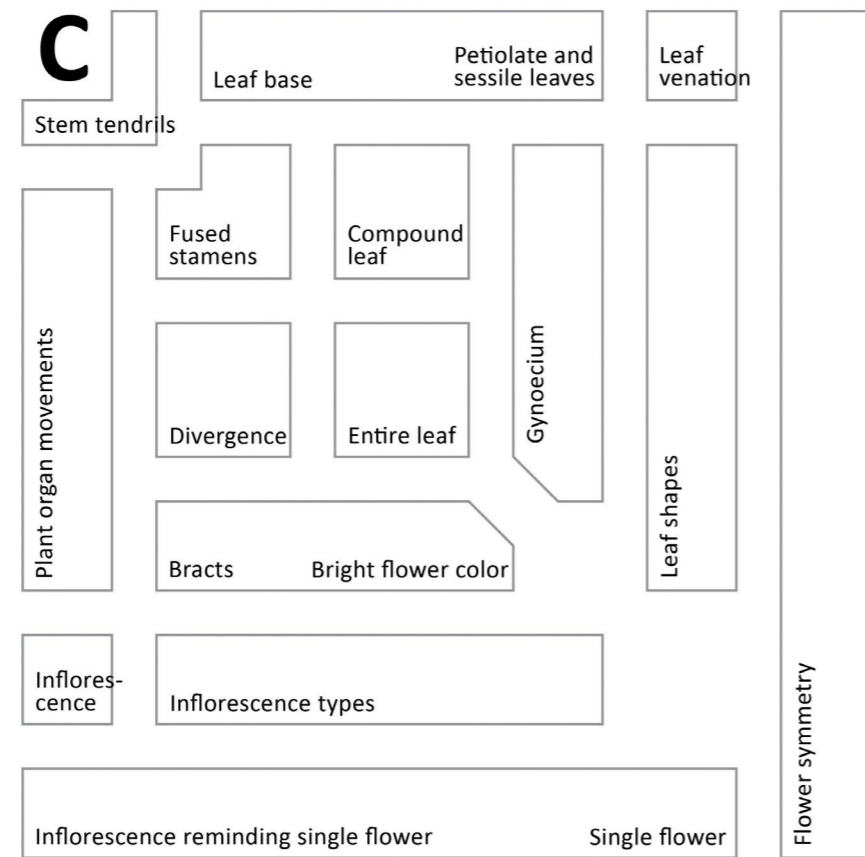 C
Leaf base
Petiolate and
sessile leaves
Leaf
venation
Stem tendrils
Fused
stamens
Compound
leaf
Plant organ movements
Divergence
Entire leaf
Gynoecium
Leaf shapes
Bracts
Bright flower color
Inflores-
cence
Inflorescence types
Flower symmetry
Inflorescence reminding single flower
Single flower